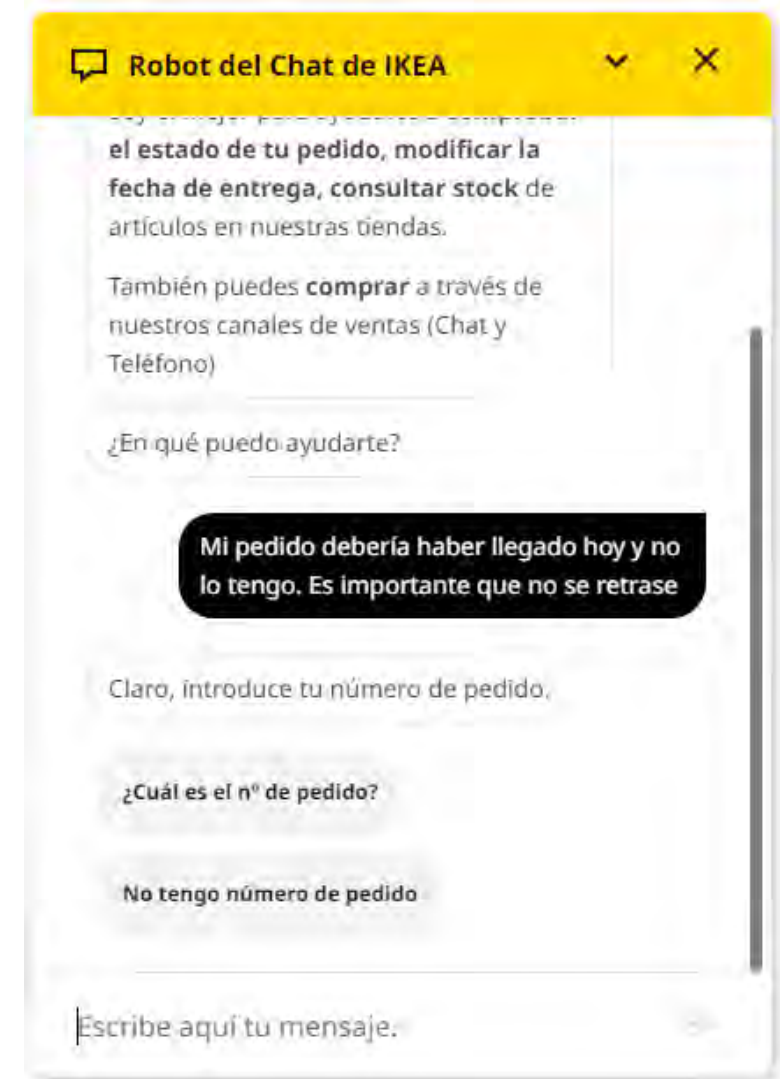 Robot del Chat de IKEA
el estado de tu pedido, modificar la
fecha de entrega, consultar stock de
artículos en nuestras tiendas.
También puedes comprar a través de
nuestros canales de ventas (Chat y
Teléfono)
¿En qué puedo ayudarte?
Mi pedido debería haber llegado hoy y no
lo tengo. Es importante que no se retrase
Claro, introduce tu número de pedido.
¿Cuál es el nº de pedido?
No tengo número de pedido
Escribe aquí tu mensaje.